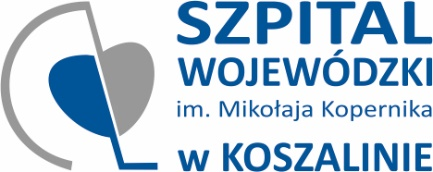 SZPITAL
WOJEWÓDZKI
im. Mikołaja Kopernika
w KOSZALINIE